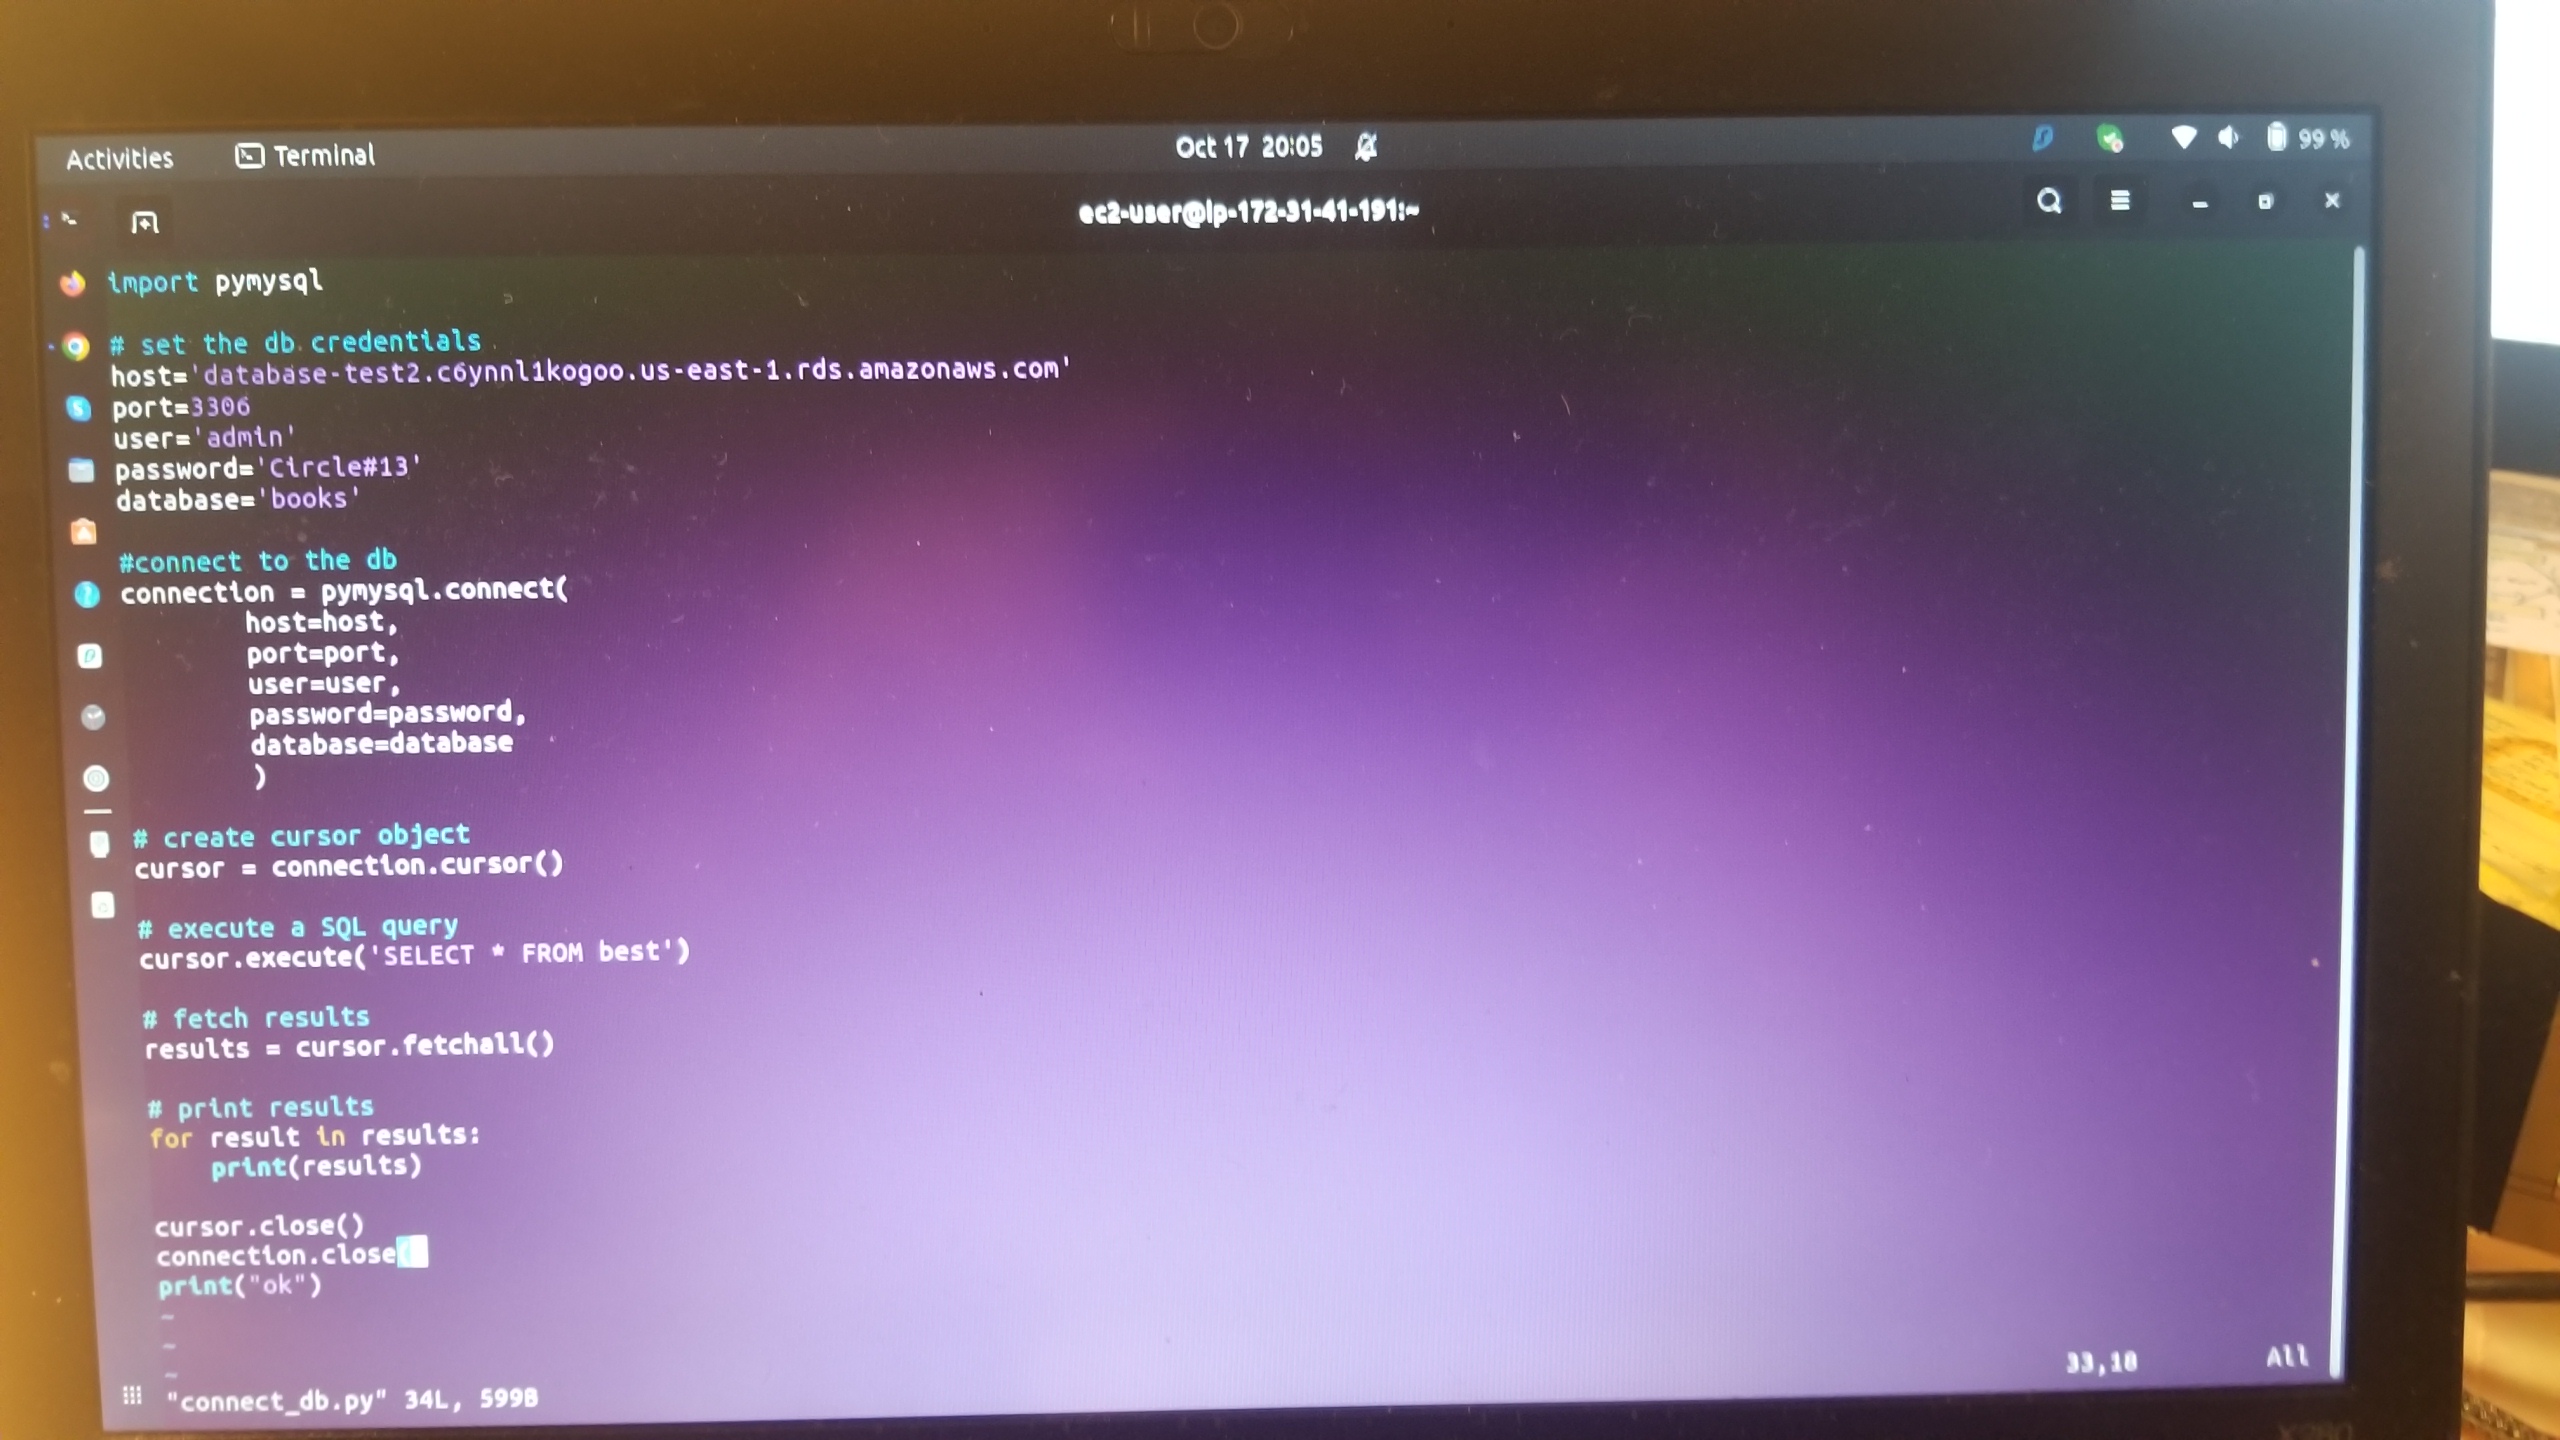 Activities Terminal Oct 17 20:05 99 %
ec2-user@ip-172-31-41-191:~
import pymysql
# set the db credentials
host='database-test2.c6ynnl1kogoo.us-east-1.rds.amazonaws.com'
port=3306
user='admin'
password='Circle#13'
database='books'
#connect to the db
connection = pymysql.connect(
host=host,
port=port,
user=user,
password=password,
database=database
)
# create cursor object
cursor = connection.cursor()
# execute a SQL query
cursor.execute('SELECT * FROM best')
# fetch results
results = cursor.fetchall()
# print results
for result in results:
print(results)
cursor.close()
connection.close()
print("ok")
~
~
~
"connect_db.py" 34L, 599B 33,18 All